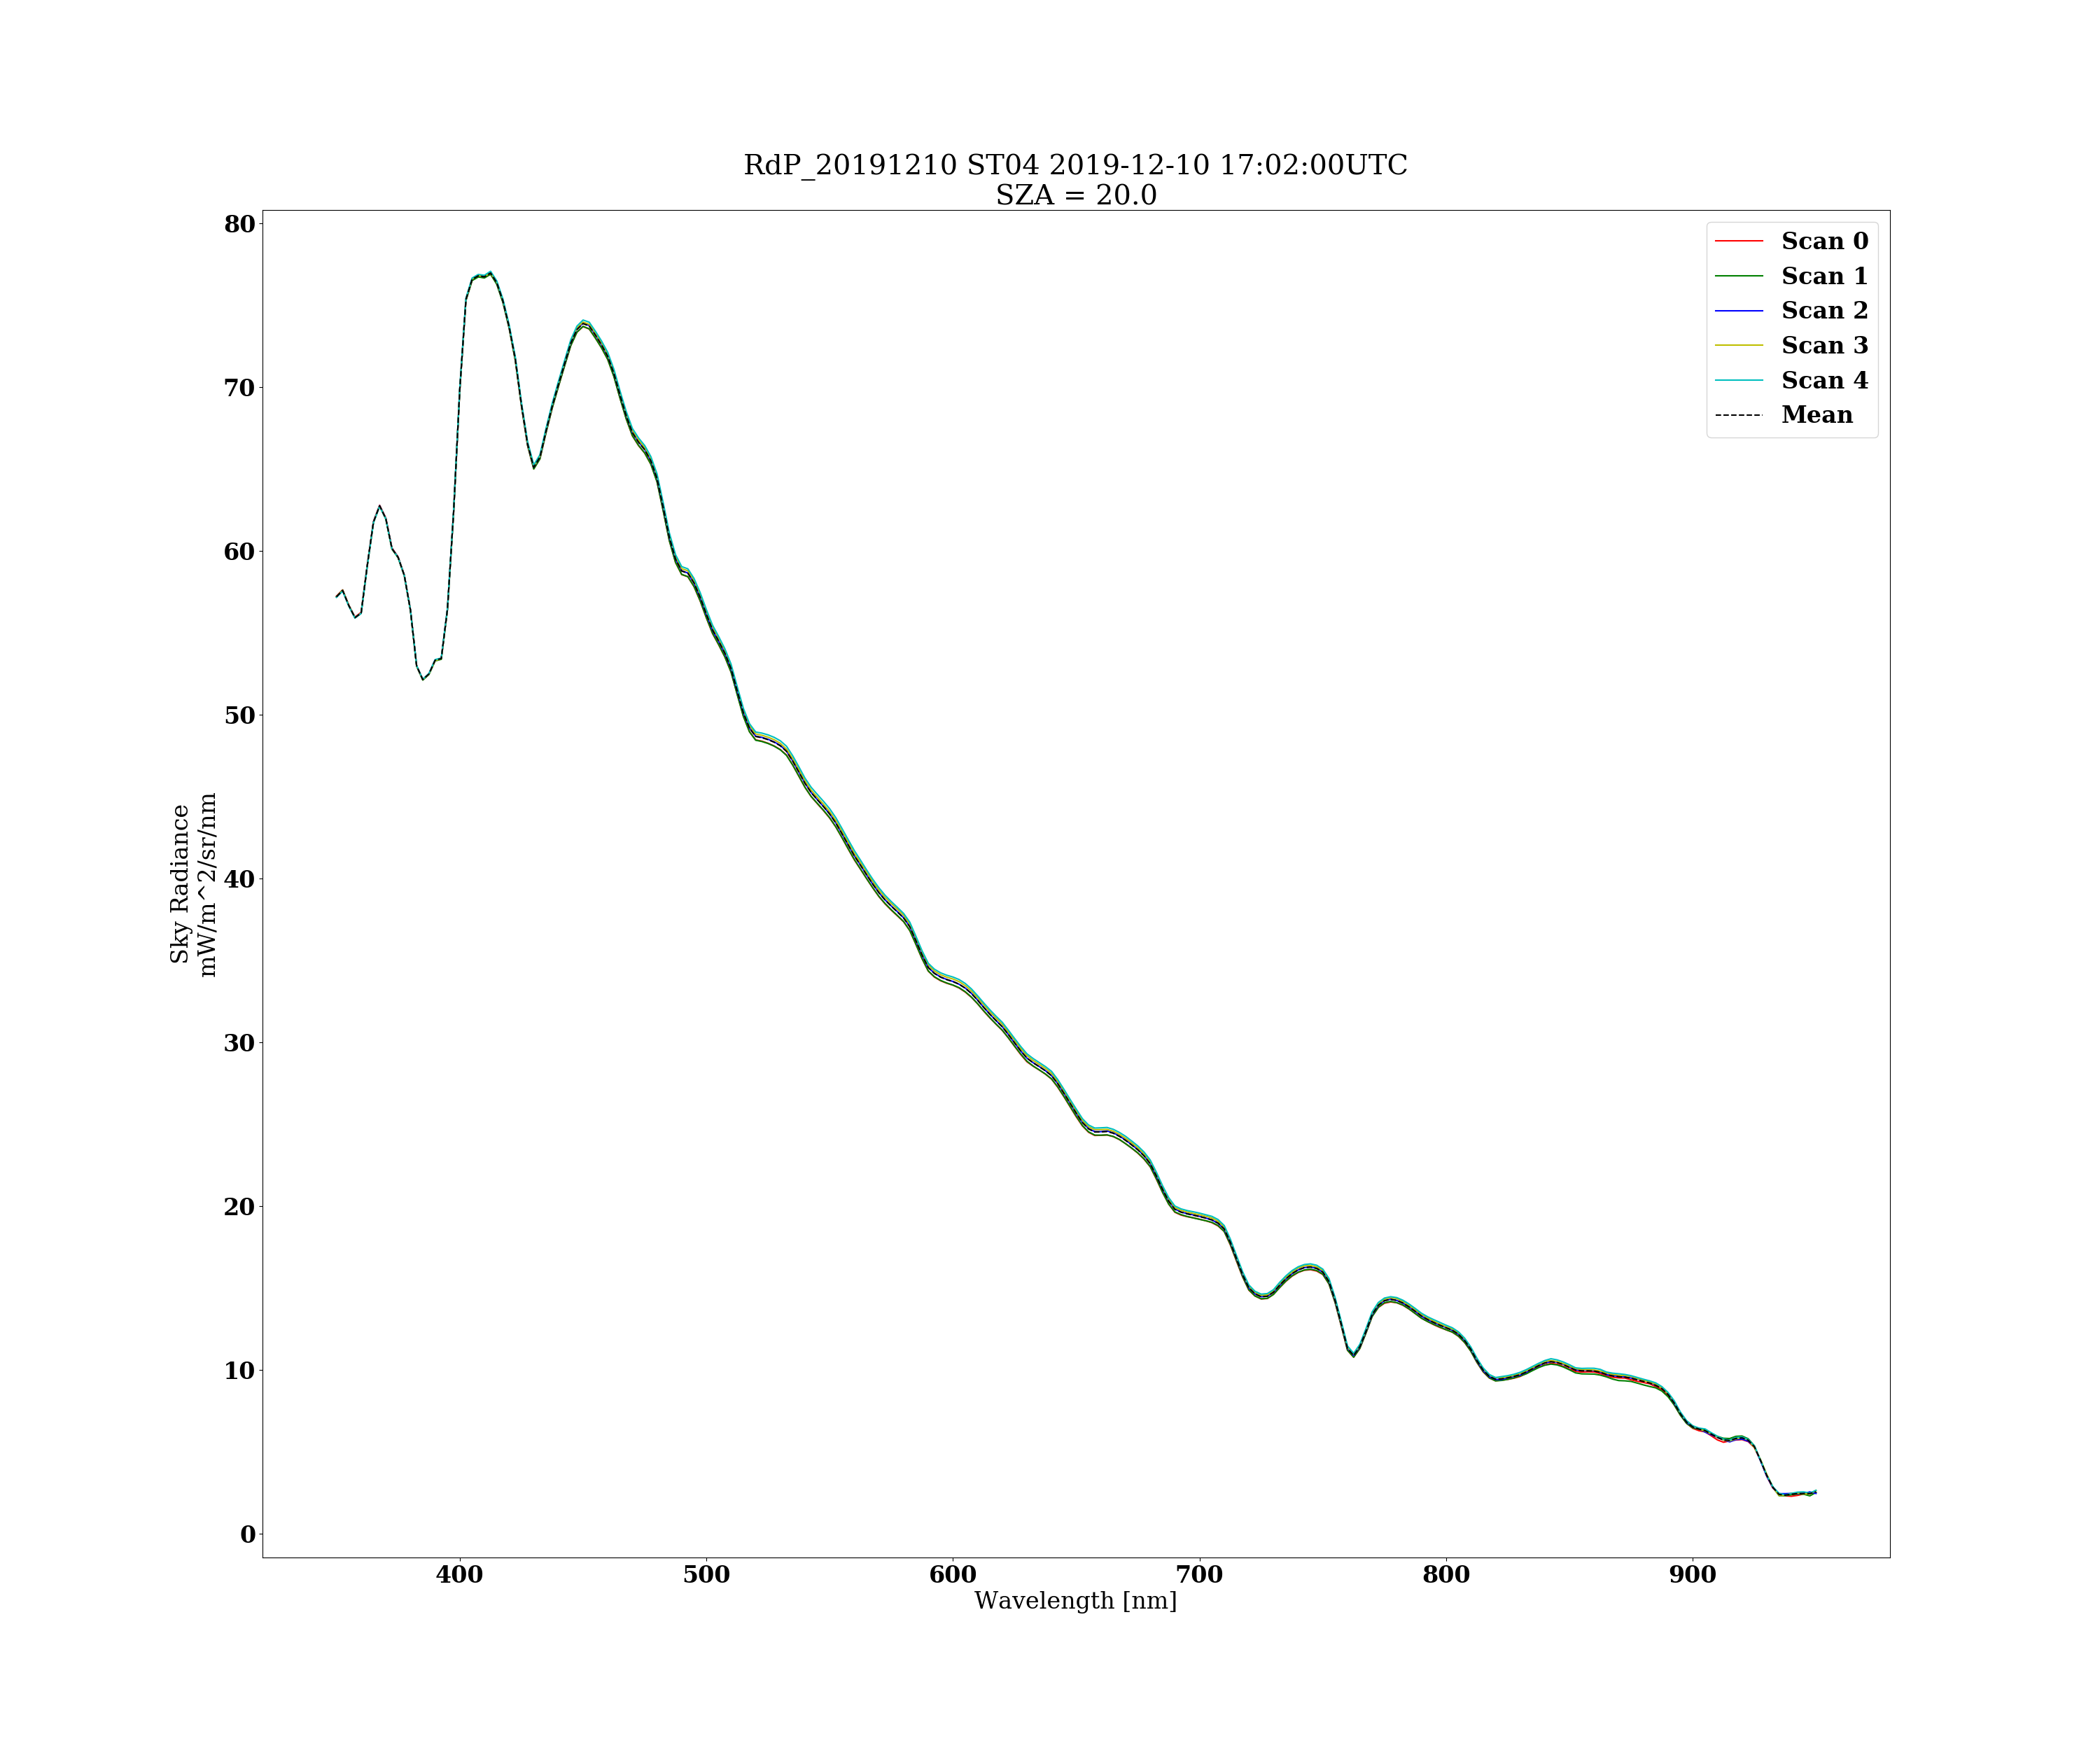 RdP_20191210 ST04 2019-12-10 17:02:00UTC
SZA = 20.0
80
70
60
50
40
30
20
10
0
Sky Radiance
mW/m^2/sr/nm
Scan 0
Scan 1
Scan 2
Scan 3
Scan 4
Mean
400 500 600 700 800 900
Wavelength [nm]